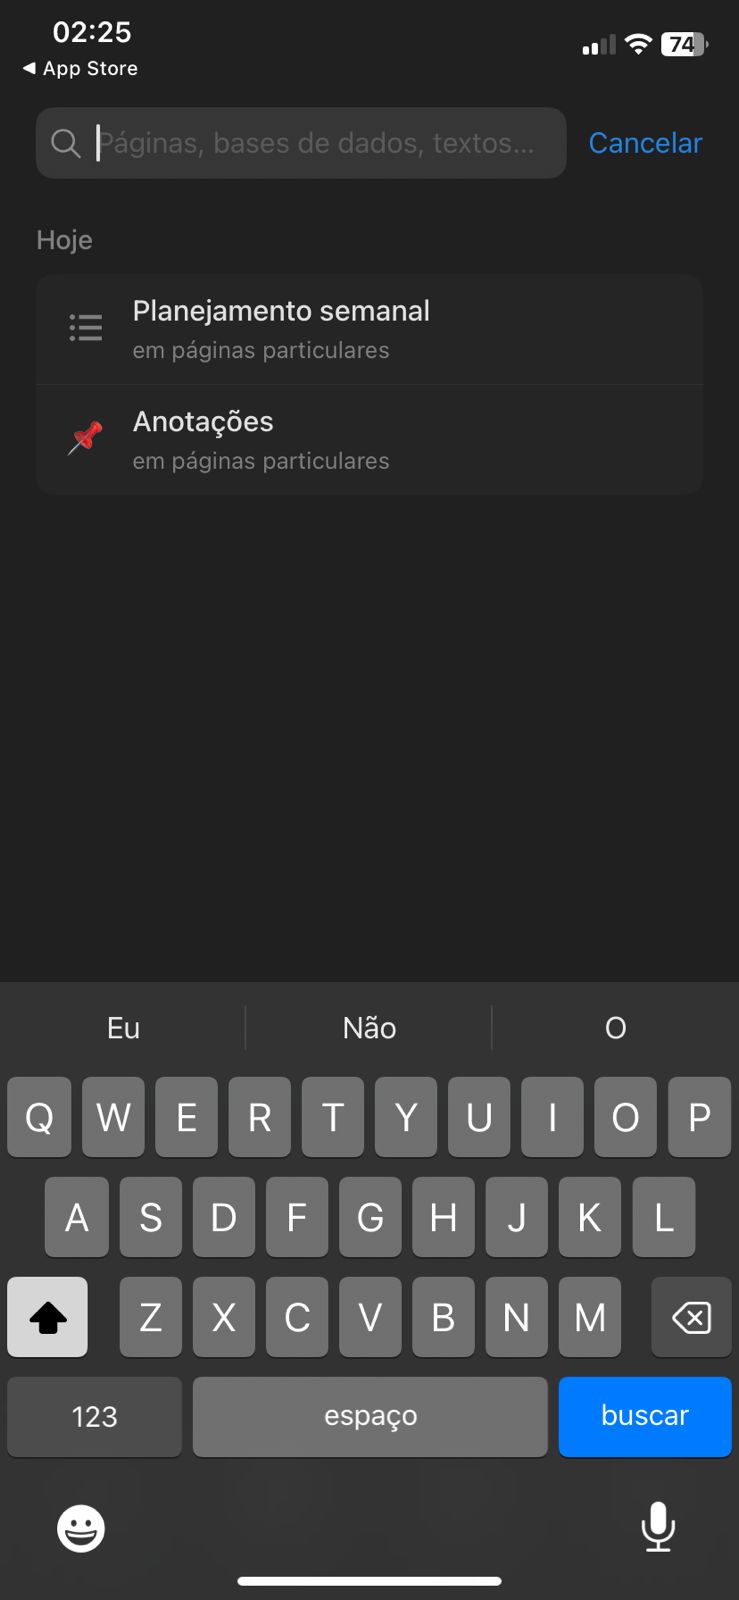 02:25
74
◀ App Store
Páginas, bases de dados, textos...
Cancelar
Hoje
Planejamento semanal
em páginas particulares
Anotações
em páginas particulares
Eu Não O
Q W E R T Y U I O P
A S D F G H J K L
Z X C V B N M
123 espaço buscar